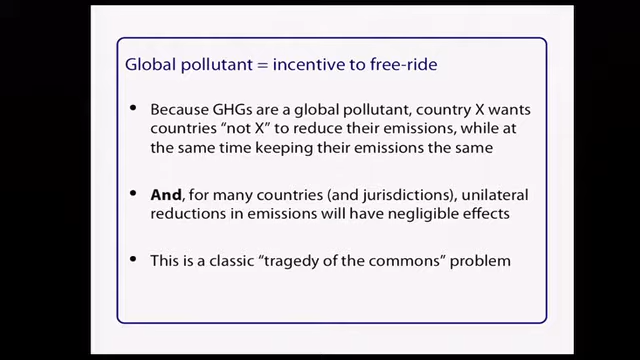 Global pollutant = incentive to free-ride
• Because GHGs are a global pollutant, country X wants
countries “not X” to reduce their emissions, while at
the same time keeping their emissions the same
• And, for many countries (and jurisdictions), unilateral
reductions in emissions will have negligible effects
• This is a classic “tragedy of the commons” problem